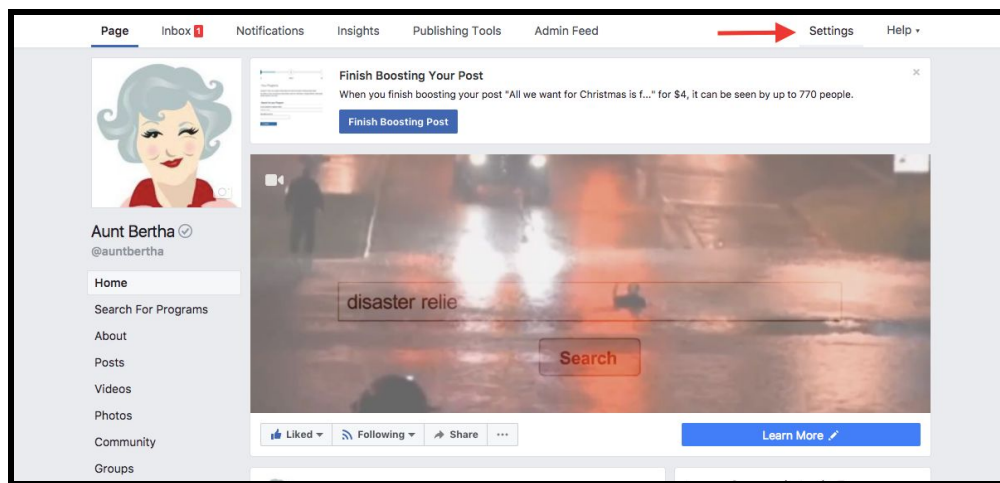 Page Inbox 1 Notifications Insights Publishing Tools Admin Feed Settings Help
Finish Boosting Your Post
When you finish boosting your post "All we want for Christmas is f..." for $4, it can be seen by up to 770 people.
Finish Boosting Post
Aunt Bertha
@auntbertha
Home
Search For Programs
About
Posts
Videos
Photos
Community
Groups
disaster relie
Search
Liked Following Share ...
Learn More